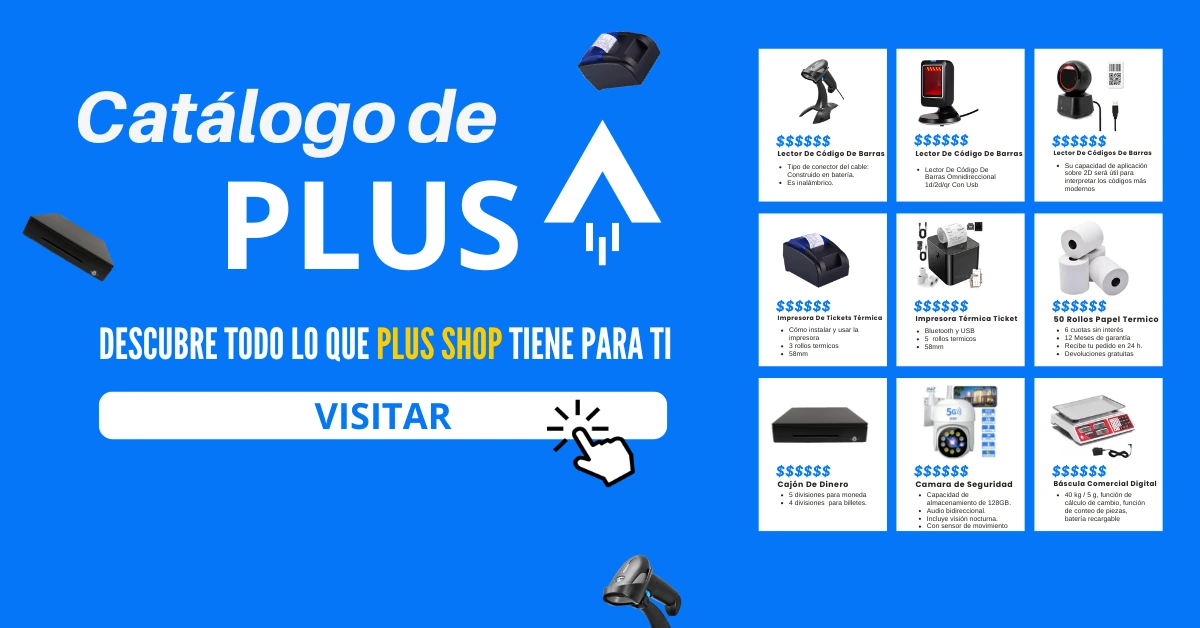 Catálogo de
PLUS
DESCUBRE TODO LO QUE PLUS SHOP TIENE PARA TI
VISITAR
$$$$$$
Lector De Código De Barras
• Tipo de conector del cable:
Construido en batería.
• Es inalámbrico.
$$$$$$
Lector De Código De Barras
• Lector De Código De
Barras Omnidireccional
1d/2d/qr Con Usb
$$$$$$
Lector De Códigos De Barras
• Su capacidad de aplicación
sobre 2D será útil para
interpretar los códigos más
modernos
$$$$$$
Impresora De Tickets Térmica
• Cómo instalar y usar la
impresora
• 3 rollos termicos
• 58mm
$$$$$$
Impresora Térmica Ticket
• Bluetooth y USB
• 5 rollos termicos
• 58mm
$$$$$$
50 Rollos Papel Termico
• 6 cuotas sin interés
• 12 Meses de garantía
• Recibe tu pedido en 24 h.
• Devoluciones gratuitas
$$$$$$
Cajón De Dinero
• 5 divisiones para moneda
• 4 divisiones para billetes.
5G
$$$$$$
Camara de Seguridad
• Capacidad de
almacenamiento de 128GB.
• Audio bidireccional.
• Incluye visión nocturna.
• Con sensor de movimiento
$$$$$$
Báscula Comercial Digital
• 40 kg / 5 g, función de
cálculo de cambio, función
de conteo de piezas,
batería recargable